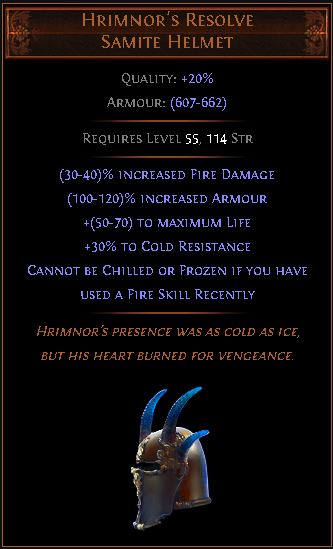 Hrimnor's Resolve
Samite Helmet
Quality: +20%
Armour: (607-662)
Requires Level 55, 114 Str
(30-40)% increased Fire Damage
(100-120)% increased Armour
+(50-70) to maximum Life
+30% to Cold Resistance
Cannot be Chilled or Frozen if you have
used a Fire Skill Recently
Hrimnor's presence was as cold as ice,
but his heart burned for vengeance.